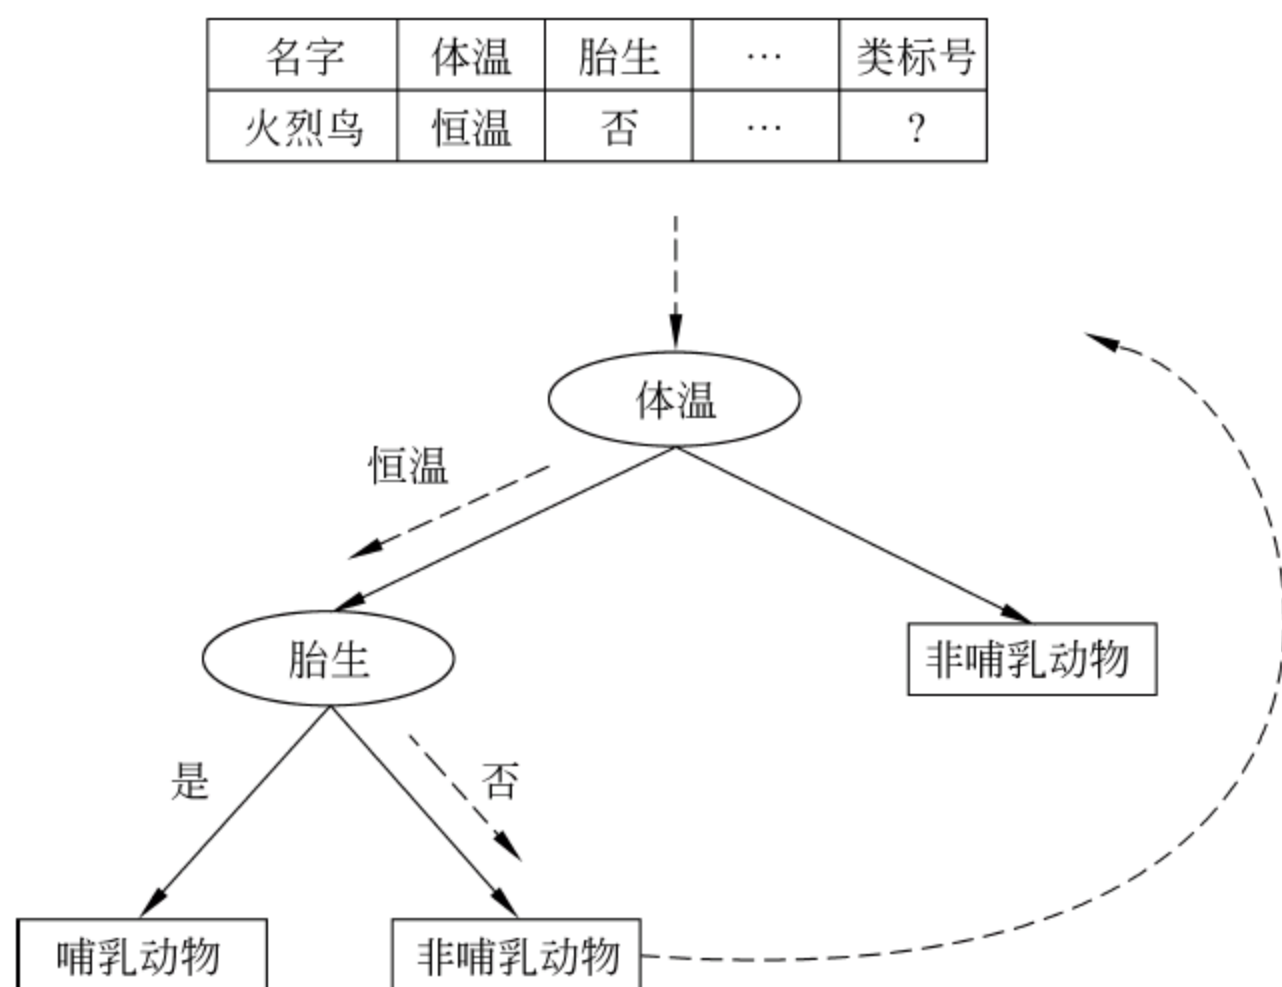 名字 体温 胎生 … 类标号
火烈鸟 恒温 否 … ?
体温
恒温
胎生
非哺乳动物
是
否
哺乳动物
非哺乳动物